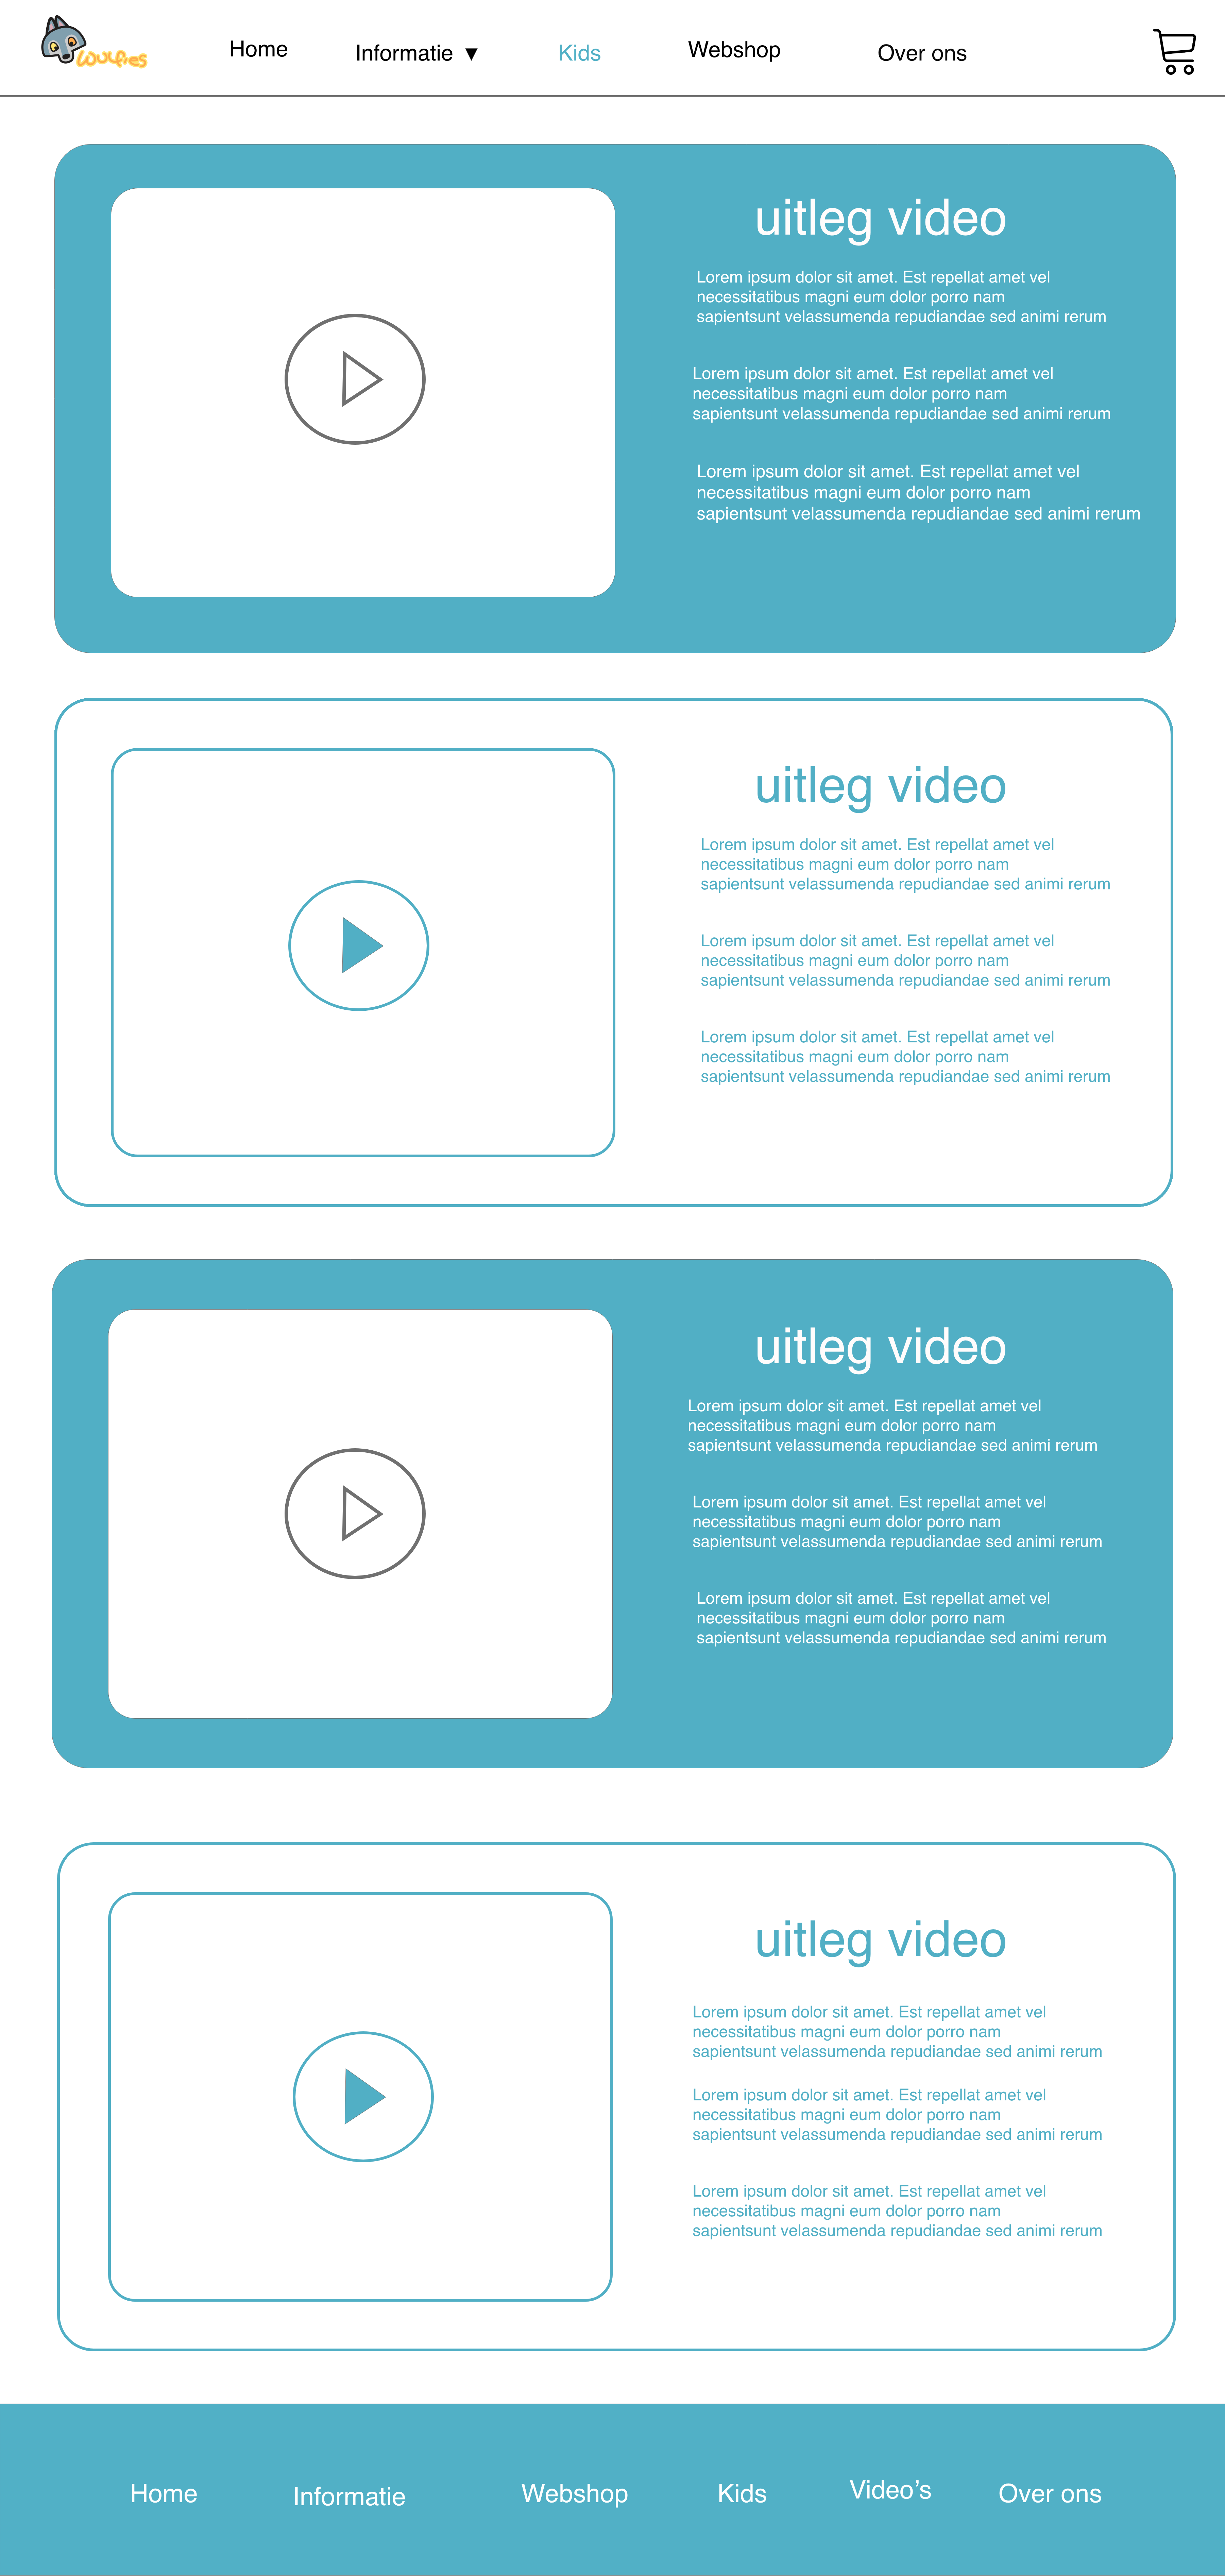 wulfies
Home
Informatie ▼
Kids
Webshop
Over ons
uitleg video
Lorem ipsum dolor sit amet. Est repellat amet vel
necessitatibus magni eum dolor porro nam
sapientsunt velassumenda repudiandae sed animi rerum
Lorem ipsum dolor sit amet. Est repellat amet vel
necessitatibus magni eum dolor porro nam
sapientsunt velassumenda repudiandae sed animi rerum
Lorem ipsum dolor sit amet. Est repellat amet vel
necessitatibus magni eum dolor porro nam
sapientsunt velassumenda repudiandae sed animi rerum
uitleg video
Lorem ipsum dolor sit amet. Est repellat amet vel
necessitatibus magni eum dolor porro nam
sapientsunt velassumenda repudiandae sed animi rerum
Lorem ipsum dolor sit amet. Est repellat amet vel
necessitatibus magni eum dolor porro nam
sapientsunt velassumenda repudiandae sed animi rerum
Lorem ipsum dolor sit amet. Est repellat amet vel
necessitatibus magni eum dolor porro nam
sapientsunt velassumenda repudiandae sed animi rerum
uitleg video
Lorem ipsum dolor sit amet. Est repellat amet vel
necessitatibus magni eum dolor porro nam
sapientsunt velassumenda repudiandae sed animi rerum
Lorem ipsum dolor sit amet. Est repellat amet vel
necessitatibus magni eum dolor porro nam
sapientsunt velassumenda repudiandae sed animi rerum
Lorem ipsum dolor sit amet. Est repellat amet vel
necessitatibus magni eum dolor porro nam
sapientsunt velassumenda repudiandae sed animi rerum
uitleg video
Lorem ipsum dolor sit amet. Est repellat amet vel
necessitatibus magni eum dolor porro nam
sapientsunt velassumenda repudiandae sed animi rerum
Lorem ipsum dolor sit amet. Est repellat amet vel
necessitatibus magni eum dolor porro nam
sapientsunt velassumenda repudiandae sed animi rerum
Lorem ipsum dolor sit amet. Est repellat amet vel
necessitatibus magni eum dolor porro nam
sapientsunt velassumenda repudiandae sed animi rerum
Home
Informatie
Webshop
Kids
Video’s
Over ons